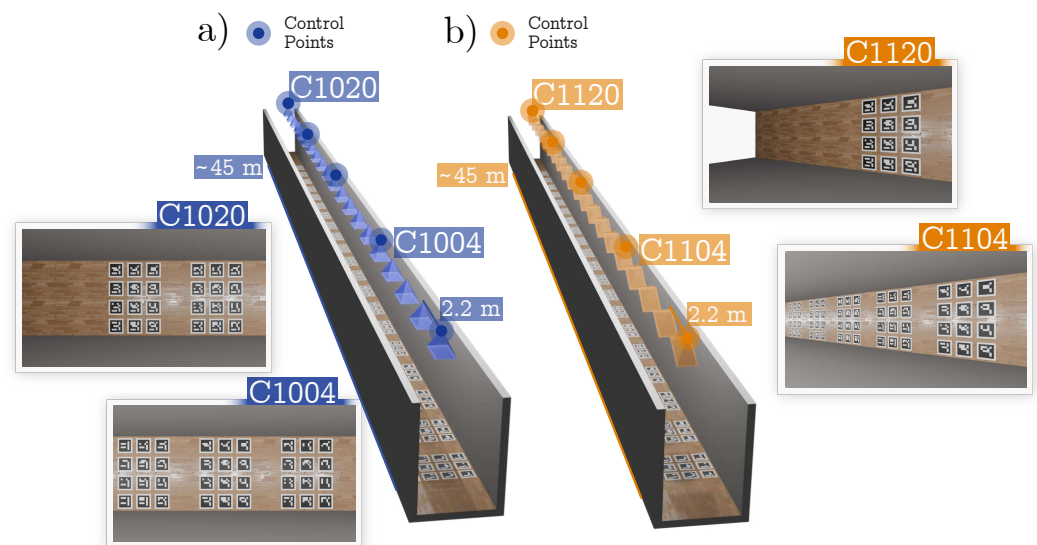 a)
Control
Points
b)
Control
Points
C1120
C1020
C1120
~45 m
~45 m
C1020
C1004
C1104
C1104
2.2 m
2.2 m
C1004